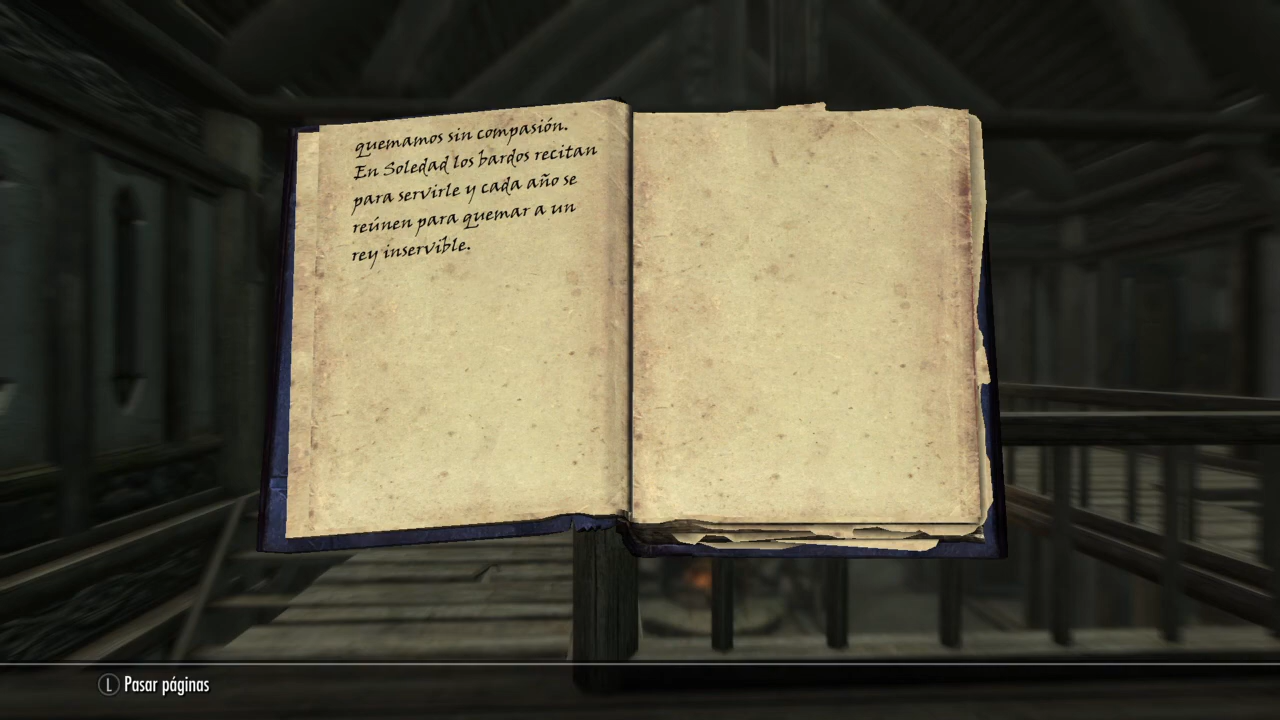 quemamos sin compasión.
En Soledad los bardos recitan
para servirle y cada año se
reúnen para quemar a un
rey inservible.
L Pasar páginas